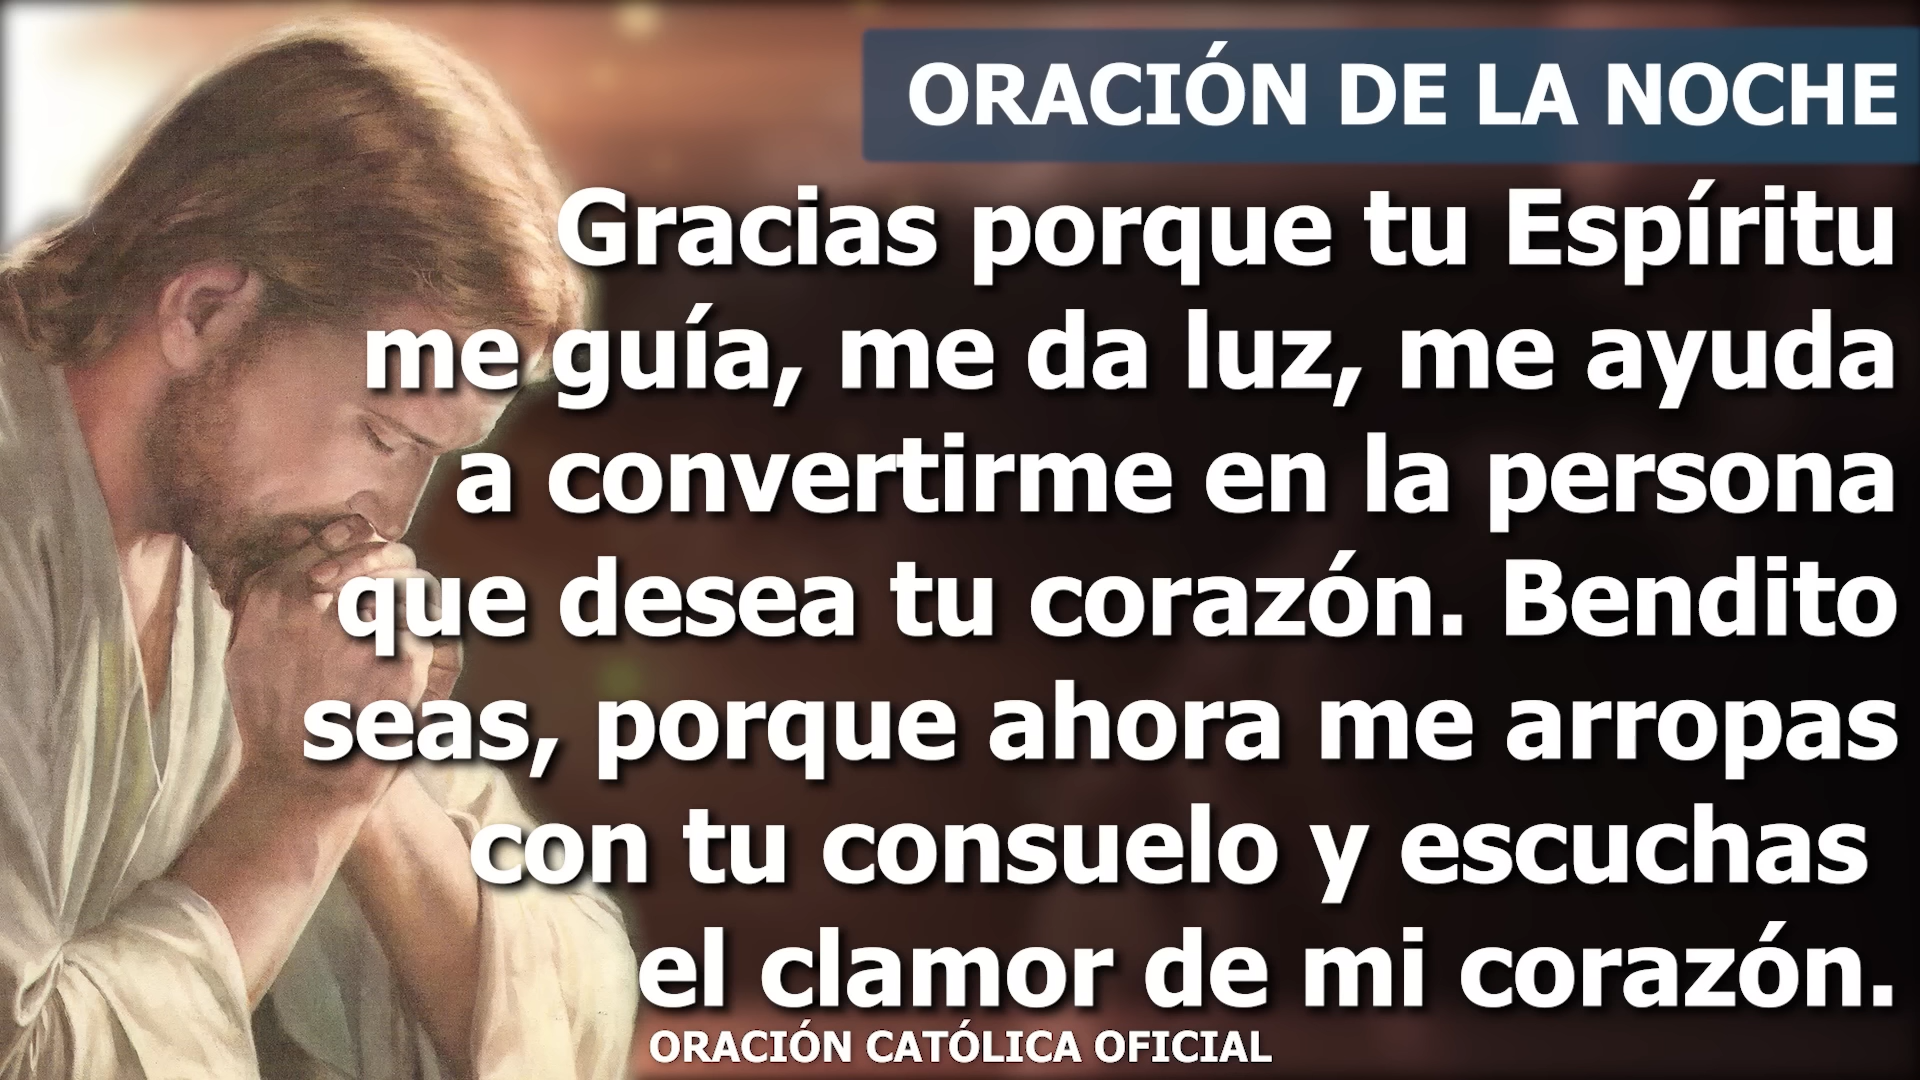 ORACIÓN DE LA NOCHE
Gracias porque tu Espíritu
me guía, me da luz, me ayuda
a convertirme en la persona
que desea tu corazón. Bendito
seas, porque ahora me arropas
con tu consuelo y escuchas
el clamor de mi corazón.
ORACIÓN CATÓLICA OFICIAL